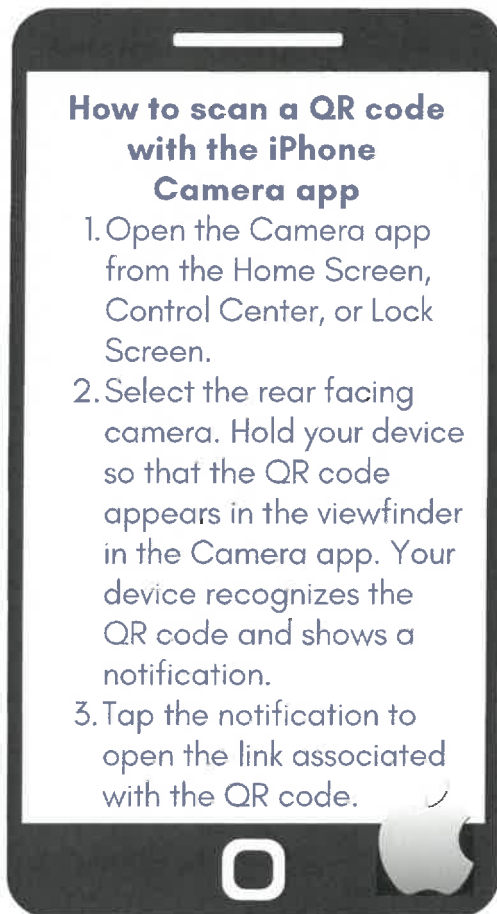 How to scan a QR code
with the iPhone
Camera app
1. Open the Camera app
from the Home Screen,
Control Center, or Lock
Screen.
2. Select the rear facing
camera. Hold your device
so that the QR code
appears in the viewfinder
in the Camera app. Your
device recognizes the
QR code and shows a
notification.
3. Tap the notification to
open the link associated
with the QR code.